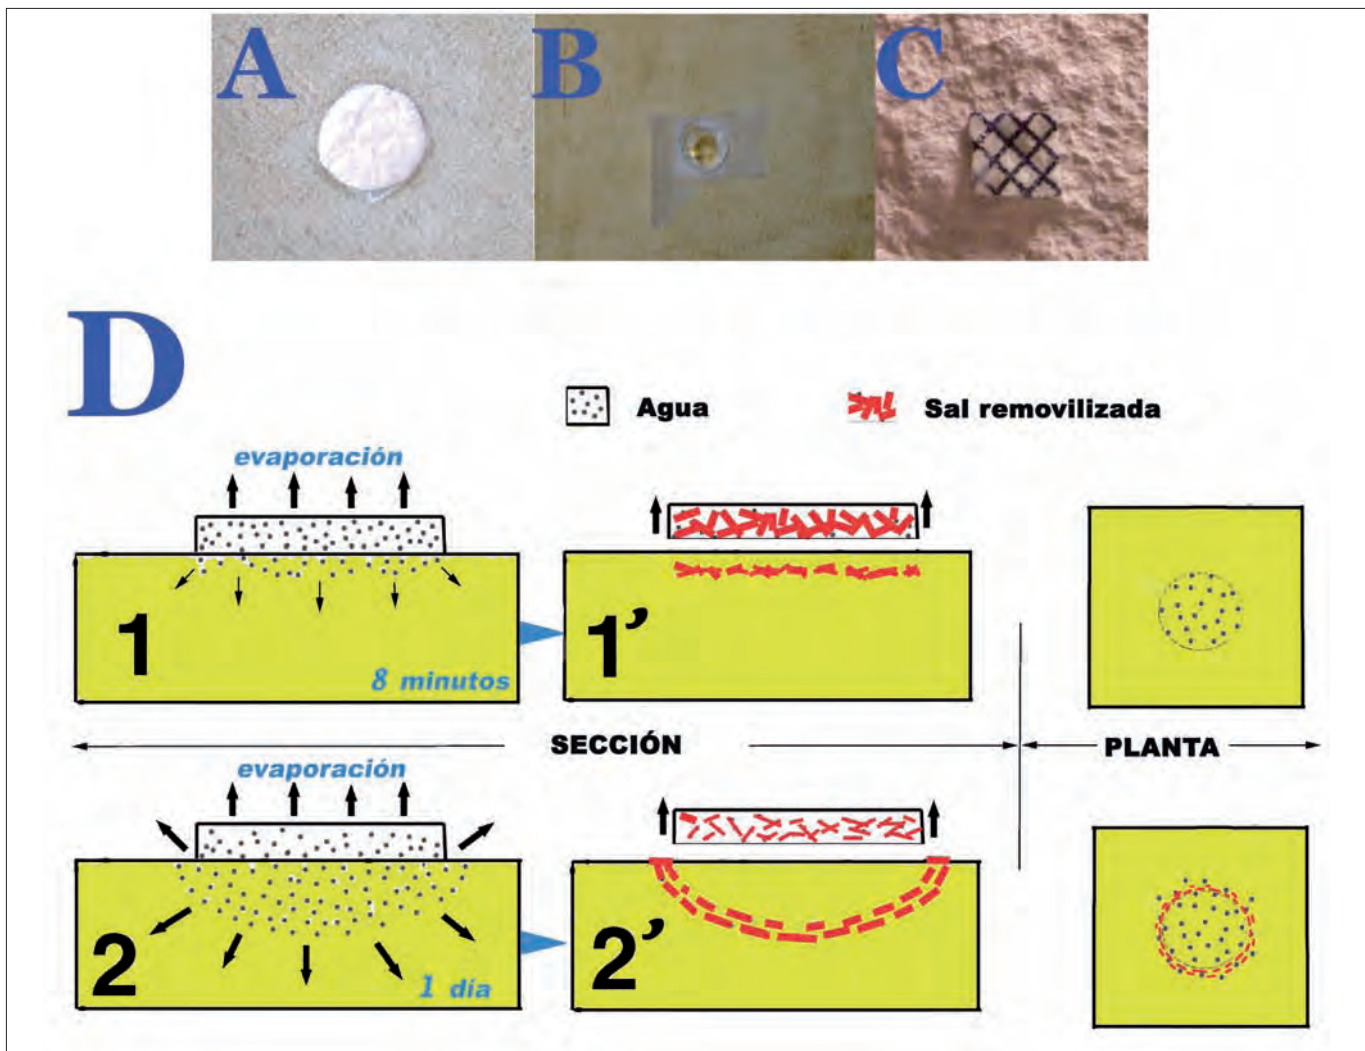 A B C
D
Agua Sal removilizada
evaporación
1
8 minutos
1’
SECCIÓN
PLANTA
evaporación
2
1 día
2’